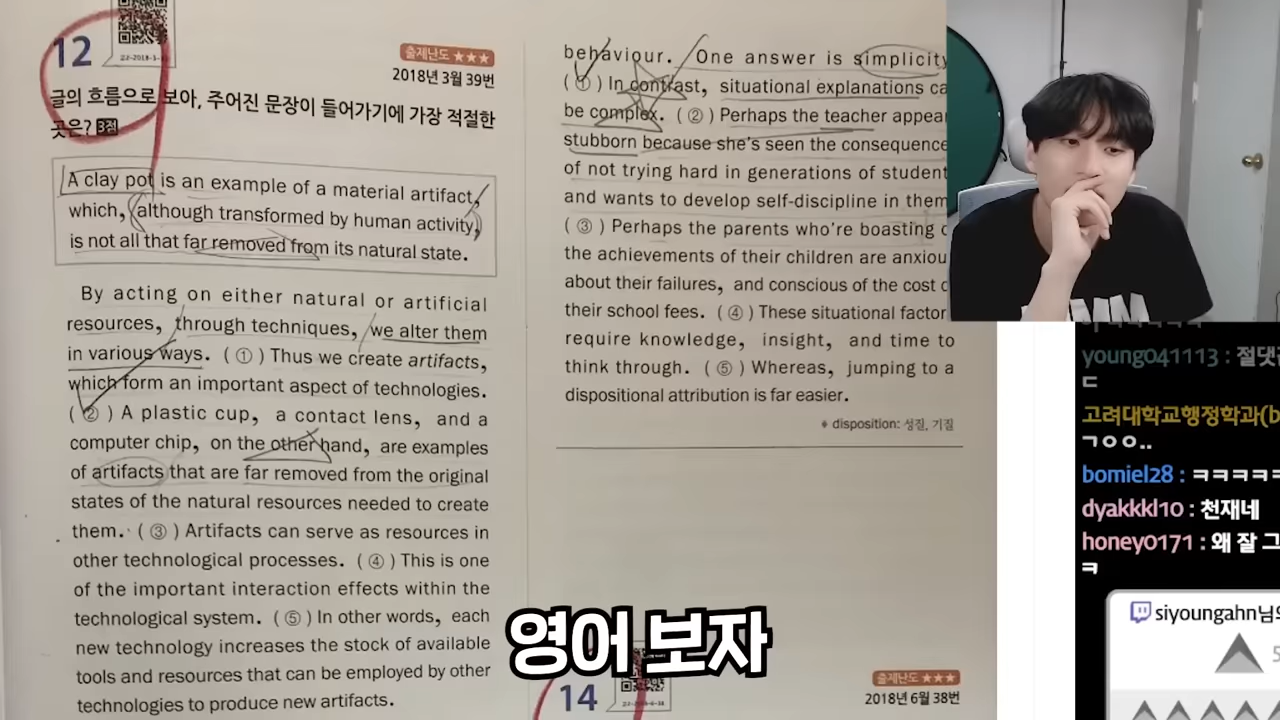 12
출제난도 ★★★
2018년 3월 39번
글의 흐름으로 보아, 주어진 문장이 들어가기에 가장 적절한
곳은? 3점
A clay pot is an example of a material artifact,
which, although transformed by human activity,
is not all that far removed from its natural state.
By acting on either natural or artificial
resources, through techniques, we alter them
in various ways. ( ① ) Thus we create artifacts,
which form an important aspect of technologies.
( ② ) A plastic cup, a contact lens, and a
computer chip, on the other hand, are examples
of artifacts that are far removed from the original
states of the natural resources needed to create
them. ( ③ ) Artifacts can serve as resources in
other technological processes. ( ④ ) This is one
of the important interaction effects within the
technological system. ( ⑤ ) In other words, each
new technology increases the stock of available
tools and resources that can be employed by other
technologies to produce new artifacts.
behaviour. One answer is simplicity
( ① ) In contrast, situational explanations ca
be complex. ( ② ) Perhaps the teacher appear
stubborn because she's seen the consequence
of not trying hard in generations of student
and wants to develop self-discipline in them
( ③ ) Perhaps the parents who're boasting
the achievements of their children are anxiou
about their failures, and conscious of the cost
their school fees. ( ④ ) These situational factor
require knowledge, insight, and time to
think through. ( ⑤ ) Whereas, jumping to a
dispositional attribution is far easier.
* disposition: 성질, 기질
14
출제난도 ★★★
2018년 6월 38번
영어 보자
young041113 : 절댓
ㄷ
고려대학교행정학과(b
ㄱㅇㅇ..
bomiel28 : ㅋㅋㅋㅋㅋ
dyakkkl10 : 천재네
honey0171 : 왜 잘 그
ㅋ
siyoungahn님의
5